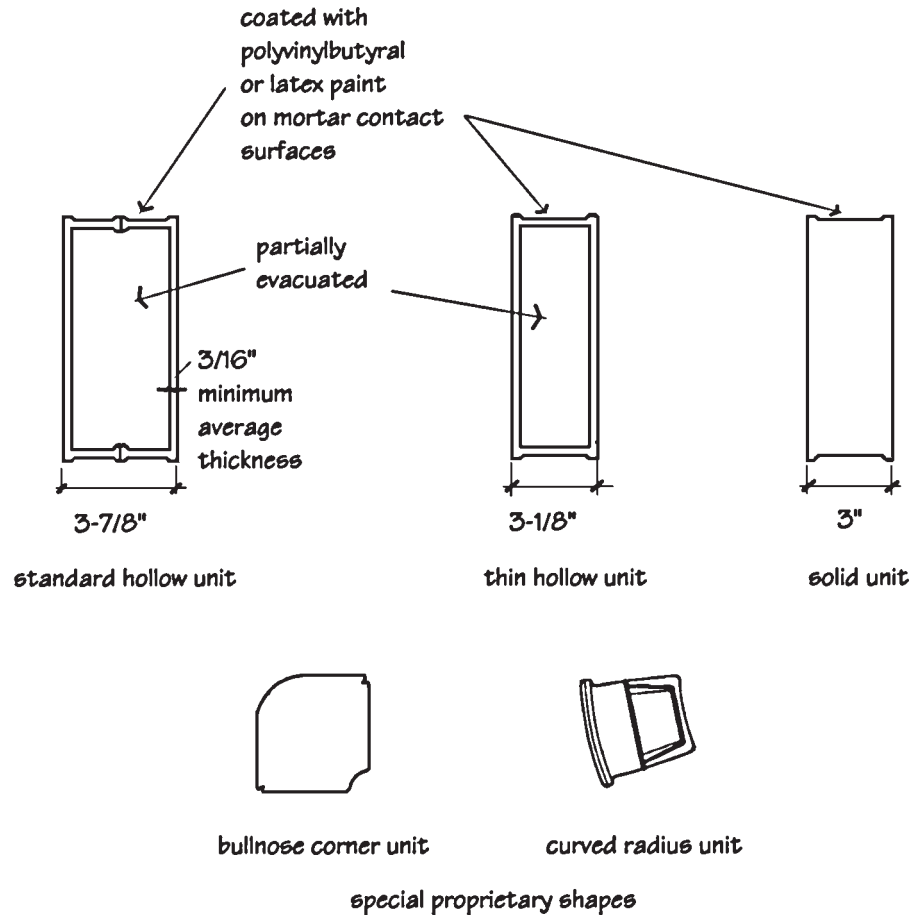 coated with
polyvinylbutyral
or latex paint
on mortar contact
surfaces
partially
evacuated
3/16"
minimum
average
thickness
3-7/8"
3-1/8"
3"
standard hollow unit
thin hollow unit
solid unit
bullnose corner unit
curved radius unit
special proprietary shapes